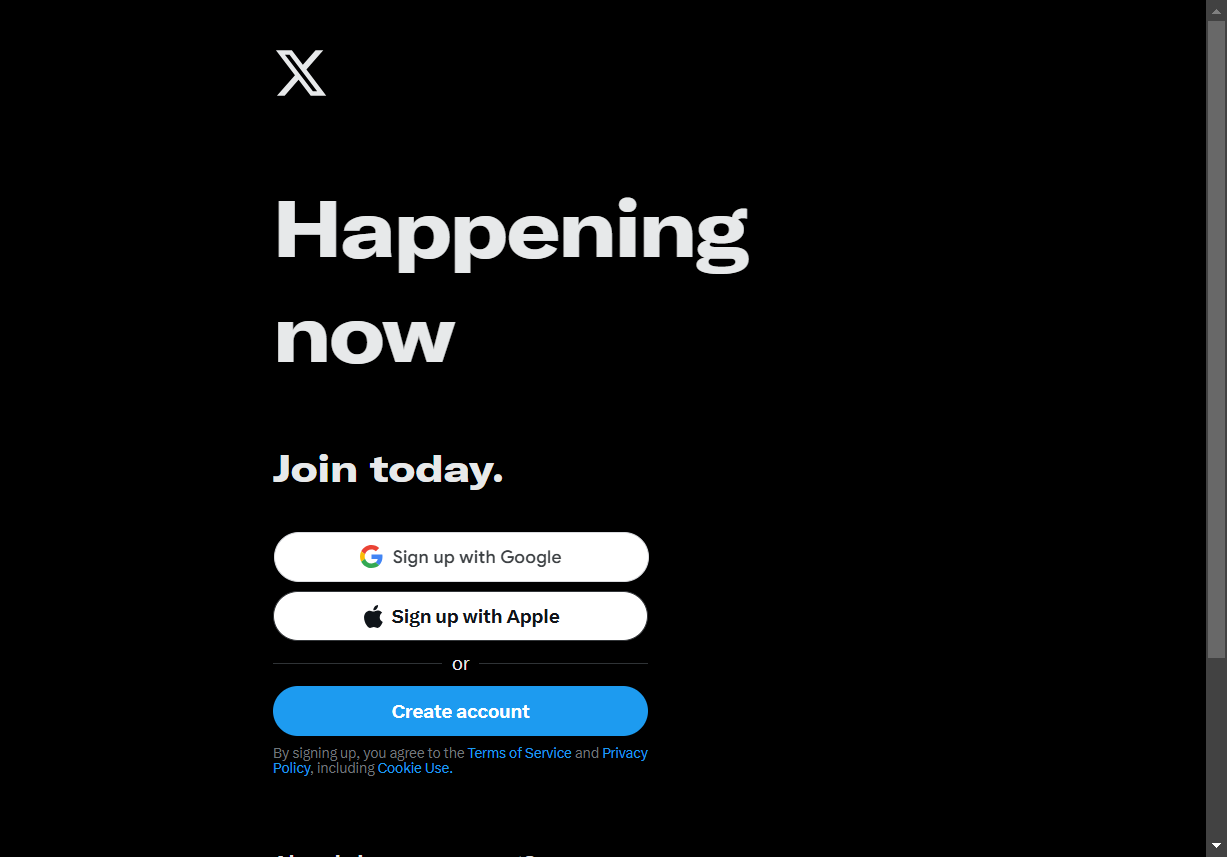 Happening
now
Join today.
Sign up with Google
Sign up with Apple
or
Create account
By signing up, you agree to the Terms of Service and Privacy
Policy, including Cookie Use.